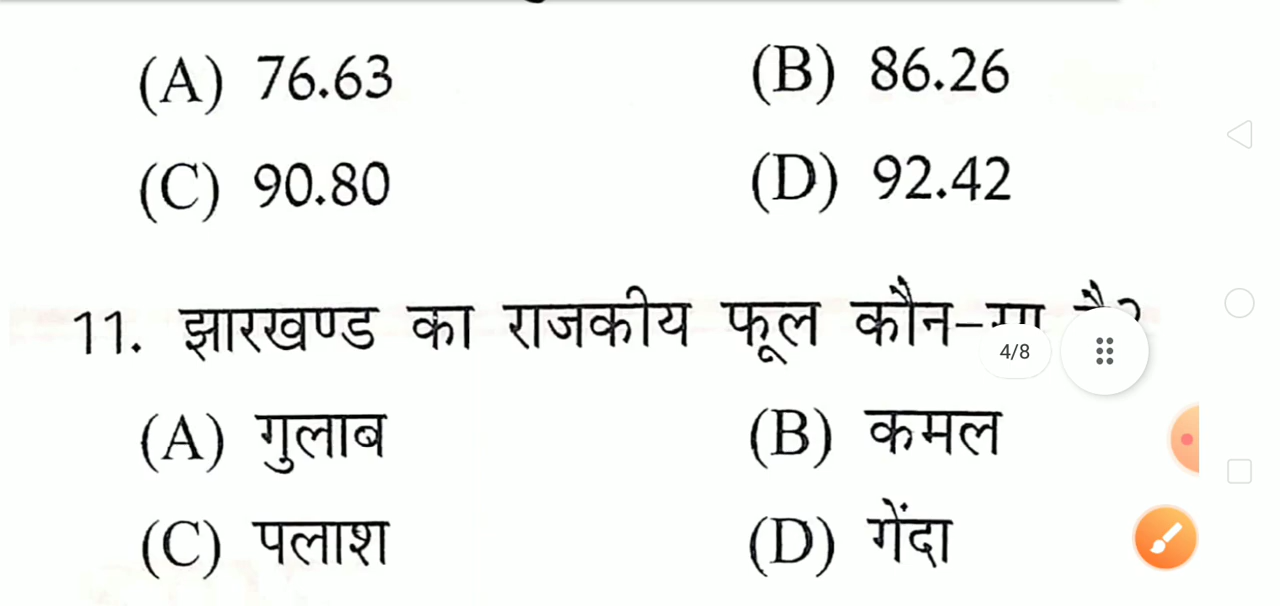 (A) 76.63 (B) 86.26
(C) 90.80 (D) 92.42
11. झारखण्ड का राजकीय फूल कौन-
4/8
(A) गुलाब (B) कमल
(C) पलाश (D) गेंदा